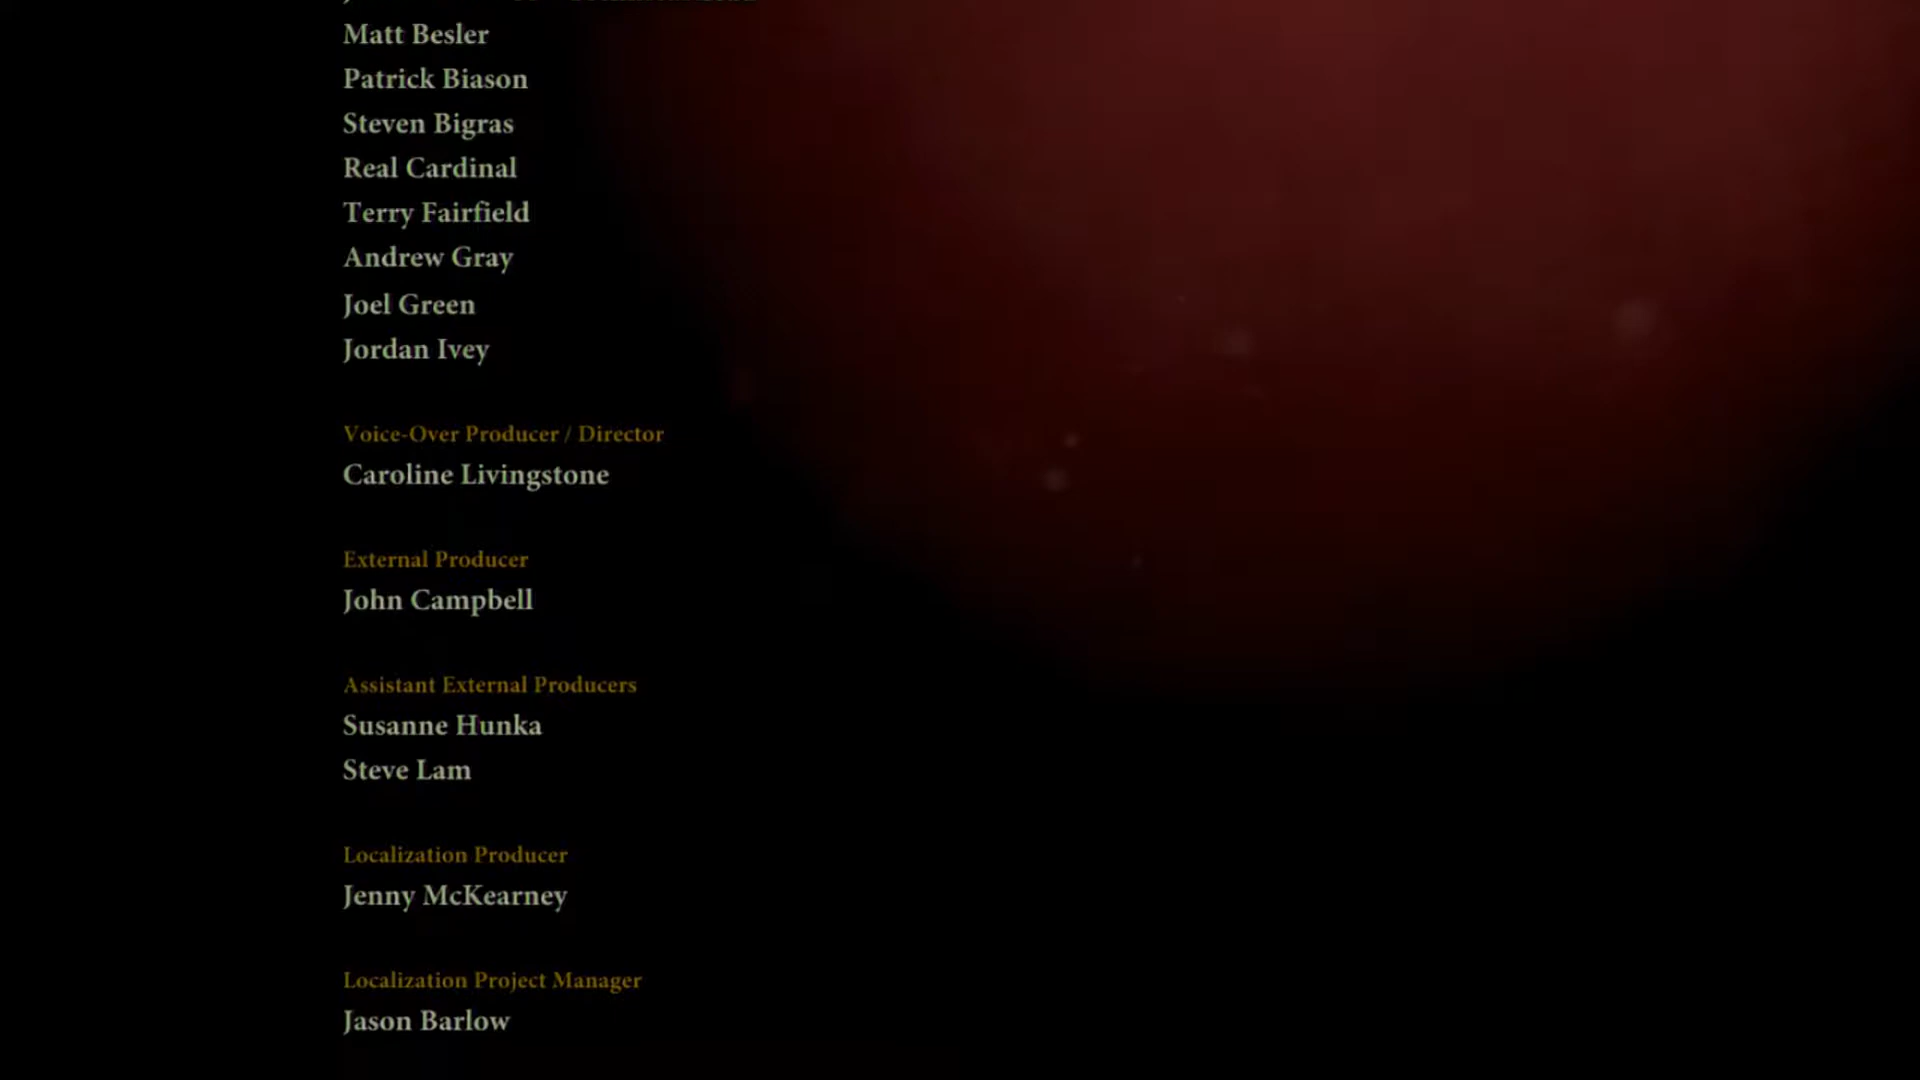 Matt Besler
Patrick Biason
Steven Bigras
Real Cardinal
Terry Fairfield
Andrew Gray
Joel Green
Jordan Ivey
Voice-Over Producer / Director
Caroline Livingstone
External Producer
John Campbell
Assistant External Producers
Susanne Hunka
Steve Lam
Localization Producer
Jenny McKearney
Localization Project Manager
Jason Barlow